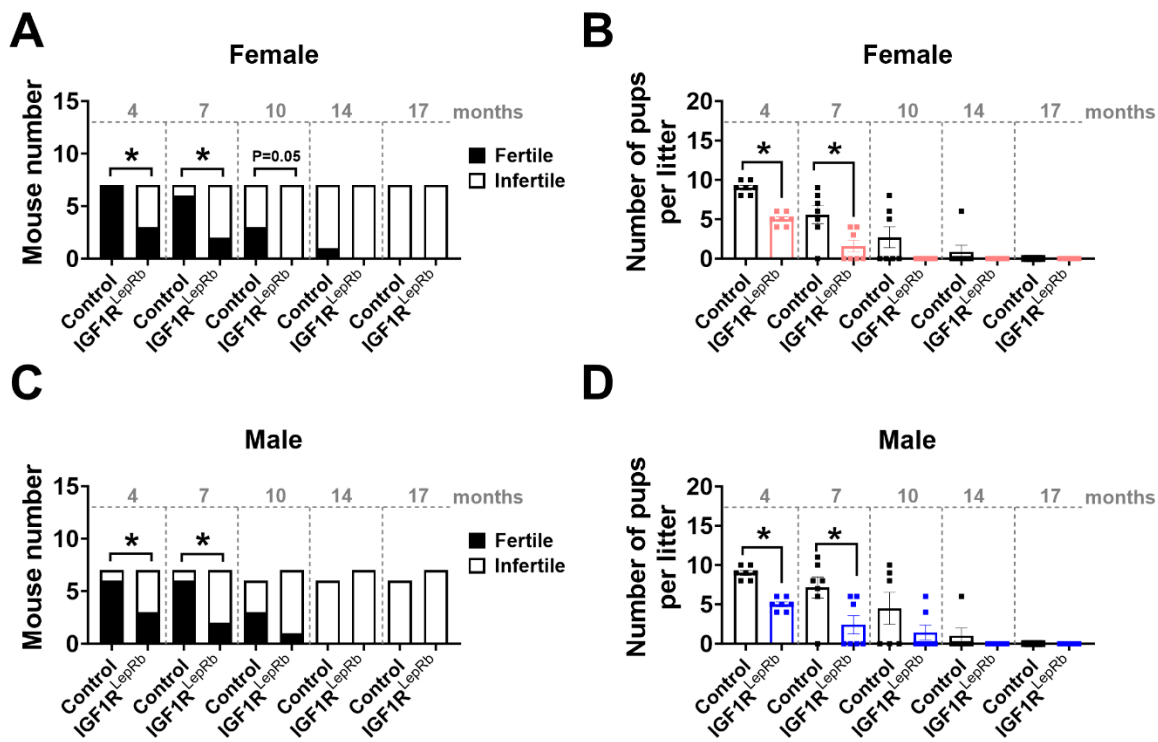 A
Female
Mouse number
15
10
5
0
4 7 10 14 17 months
* * P=0.05
Fertile
Infertile
Control IGF1R^LepRb Control IGF1R^LepRb Control IGF1R^LepRb Control IGF1R^LepRb Control IGF1R^LepRb
B
Female
Number of pups
per litter
20
15
10
5
0
4 7 10 14 17 months
* *
Control IGF1R^LepRb Control IGF1R^LepRb Control IGF1R^LepRb Control IGF1R^LepRb Control IGF1R^LepRb
C
Male
Mouse number
15
10
5
0
4 7 10 14 17 months
* *
Fertile
Infertile
Control IGF1R^LepRb Control IGF1R^LepRb Control IGF1R^LepRb Control IGF1R^LepRb Control IGF1R^LepRb
D
Male
Number of pups
per litter
20
15
10
5
0
4 7 10 14 17 months
* *
Control IGF1R^LepRb Control IGF1R^LepRb Control IGF1R^LepRb Control IGF1R^LepRb Control IGF1R^LepRb